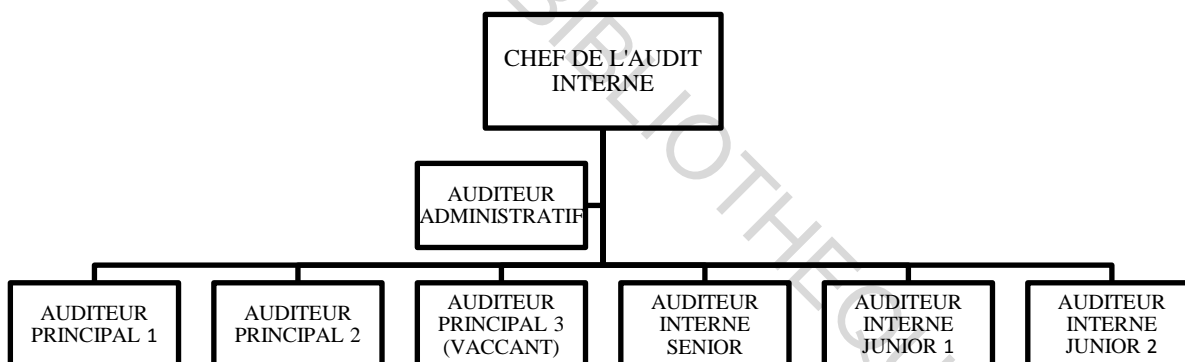 BIBLIOTHEQU
CHEF DE L'AUDIT
INTERNE
AUDITEUR
ADMINISTRATIF
AUDITEUR
PRINCIPAL 1
AUDITEUR
PRINCIPAL 2
AUDITEUR
PRINCIPAL 3
(VACCANT)
AUDITEUR
INTERNE
SENIOR
AUDITEUR
INTERNE
JUNIOR 1
AUDITEUR
INTERNE
JUNIOR 2